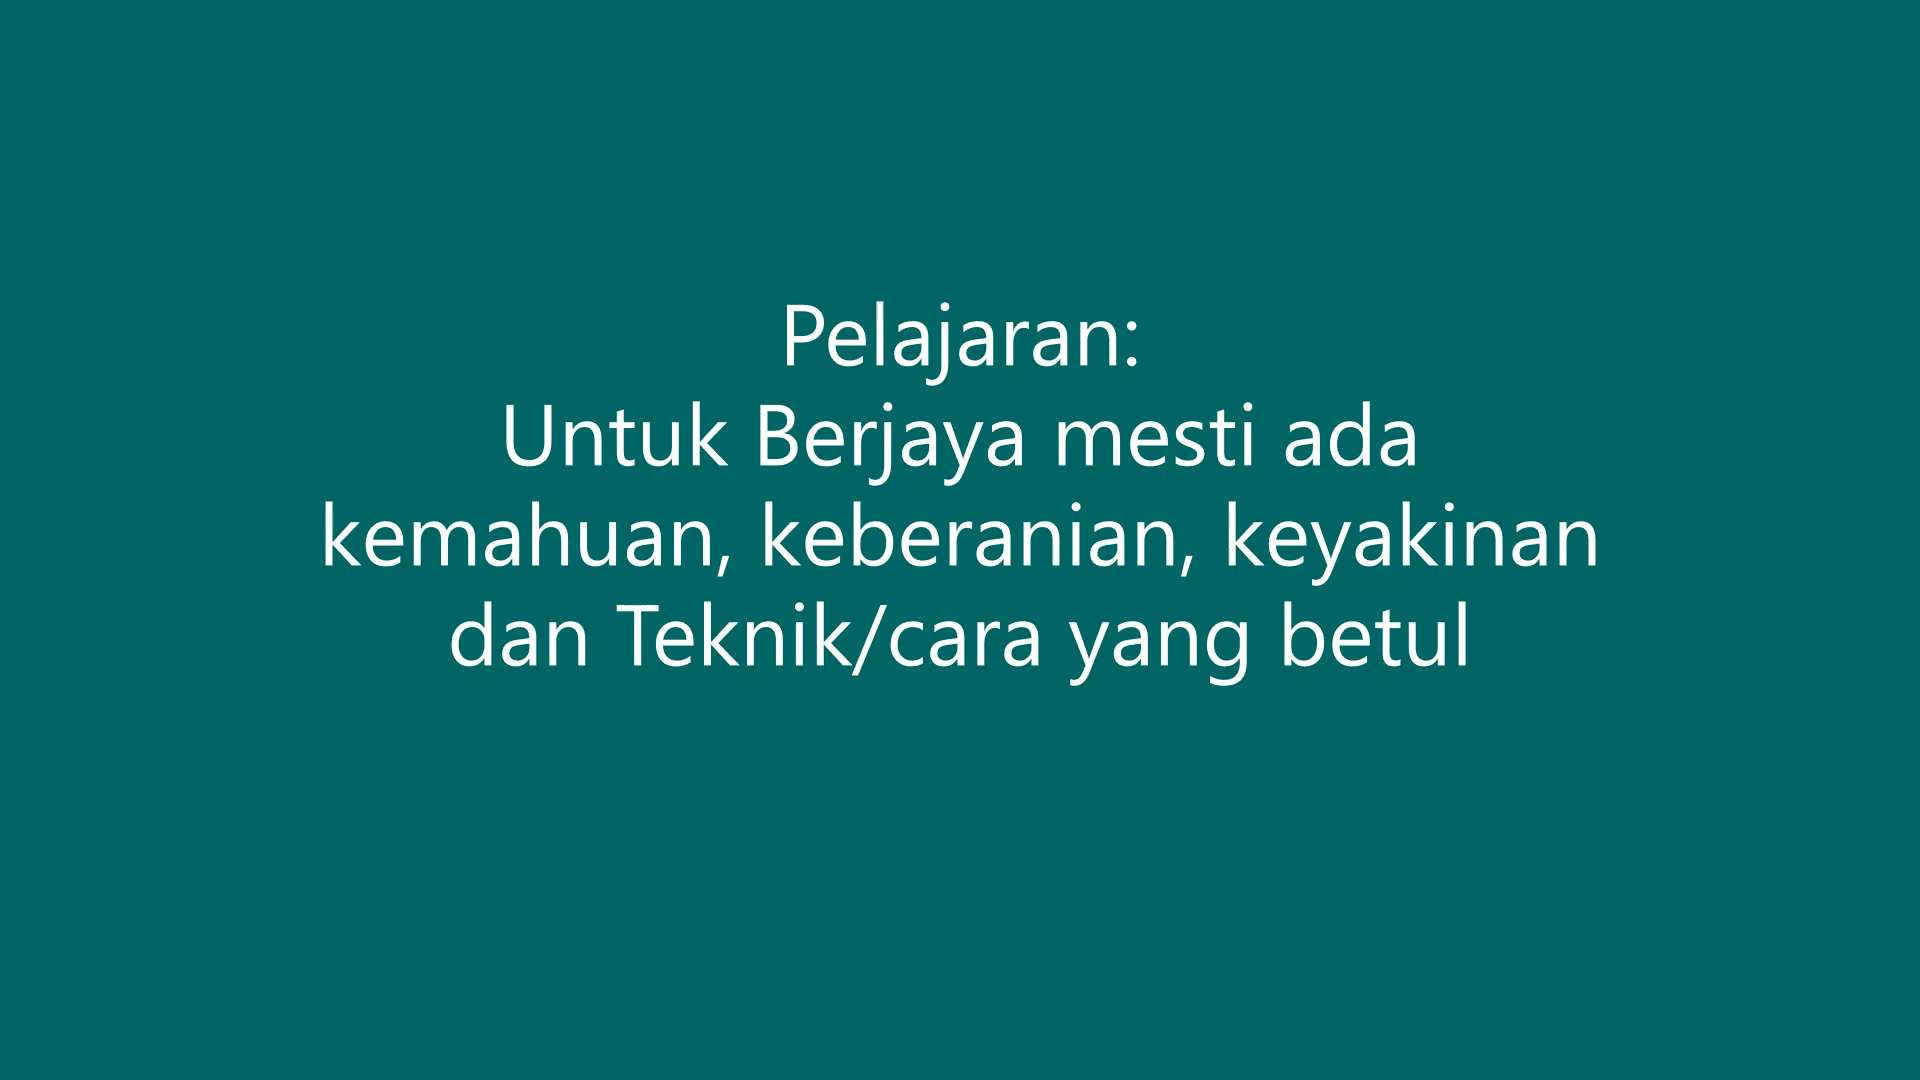 Pelajaran:
Untuk Berjaya mesti ada
kemahuan, keberanian, keyakinan
dan Teknik/cara yang betul